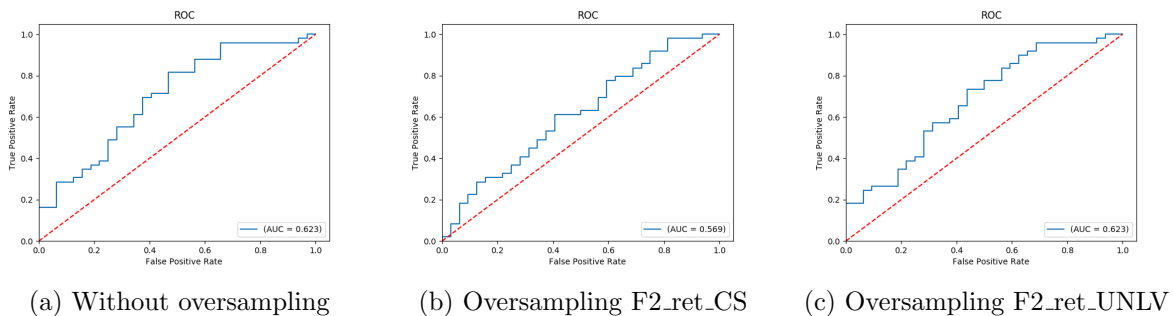 ROC
True Positive Rate
1.0
0.8
0.6
0.4
0.2
0.0
0.0 0.2 0.4 0.6 0.8 1.0
False Positive Rate
(AUC = 0.623)
(a) Without oversampling
ROC
True Positive Rate
1.0
0.8
0.6
0.4
0.2
0.0
0.0 0.2 0.4 0.6 0.8 1.0
False Positive Rate
(AUC = 0.569)
(b) Oversampling F2_ret_CS
ROC
True Positive Rate
1.0
0.8
0.6
0.4
0.2
0.0
0.0 0.2 0.4 0.6 0.8 1.0
False Positive Rate
(AUC = 0.623)
(c) Oversampling F2_ret_UNLV